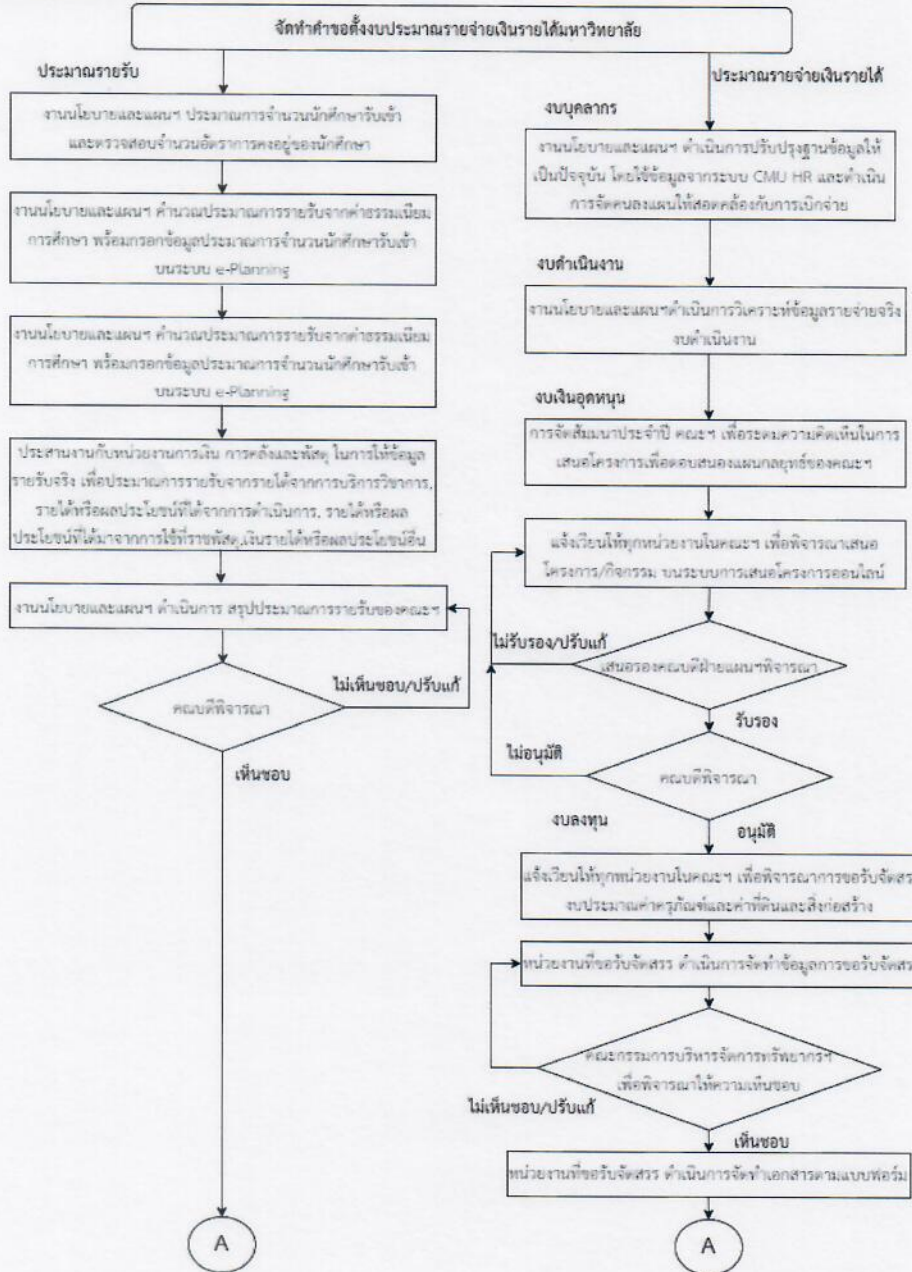 จัดทำคำขอตั้งงบประมาณรายจ่ายเงินรายได้มหาวิทยาลัย
ประมาณรายรับ
งานนโยบายและแผนฯ ประมาณการจำนวนนักศึกษารับเข้า
และตรวจสอบจำนวนอัตราการคงอยู่ของนักศึกษา
งานนโยบายและแผนฯ คำนวณประมาณการรายรับจากค่าธรรมเนียม
การศึกษา พร้อมกรอกข้อมูลประมาณการจำนวนนักศึกษารับเข้า
บนระบบ e-Planning
งานนโยบายและแผนฯ คำนวณประมาณการรายรับจากค่าธรรมเนียม
การศึกษา พร้อมกรอกข้อมูลประมาณการจำนวนนักศึกษารับเข้า
บนระบบ e-Planning
ประสานงานกับหน่วยงานการเงิน การคลังและพัสดุ ในการให้ข้อมูล
รายรับจริง เพื่อประมาณการรายรับจากรายได้จากการบริการวิชาการ,
รายได้หรือผลประโยชน์ที่ได้จากการดำเนินการ, รายได้หรือผล
ประโยชน์ที่ได้มาจากการใช้ที่ราชพัสดุ,เงินรายได้หรือผลประโยชน์อื่น
งานนโยบายและแผนฯ ดำเนินการ สรุปประมาณการรายรับของคณะฯ
คณบดีพิจารณา
ไม่เห็นชอบ/ปรับแก้
เห็นชอบ
A
ประมาณรายจ่ายเงินรายได้
งบบุคลากร
งานนโยบายและแผนฯ ดำเนินการปรับปรุงฐานข้อมูลให้
เป็นปัจจุบัน โดยใช้ข้อมูลจากระบบ CMU HR และดำเนิน
การจัดคนลงแผนให้สอดคล้องกับการเบิกจ่าย
งบดำเนินงาน
งานนโยบายและแผนฯดำเนินการวิเคราะห์ข้อมูลรายจ่ายจริง
งบดำเนินงาน
งบเงินอุดหนุน
การจัดสัมมนาประจำปี คณะฯ เพื่อระดมความคิดเห็นในการ
เสนอโครงการเพื่อตอบสนองแผนกลยุทธ์ของคณะฯ
แจ้งเวียนให้ทุกหน่วยงานในคณะฯ เพื่อพิจารณาเสนอ
โครงการ/กิจกรรม บนระบบการเสนอโครงการออนไลน์
ไม่รับรอง/ปรับแก้
เสนอรองคณบดีฝ่ายแผนฯพิจารณา
รับรอง
ไม่อนุมัติ
คณบดีพิจารณา
งบลงทุน
อนุมัติ
แจ้งเวียนให้ทุกหน่วยงานในคณะฯ เพื่อพิจารณาการขอรับจัดสร
งบประมาณค่าครุภัณฑ์และค่าที่ดินและสิ่งก่อสร้าง
หน่วยงานที่ขอรับจัดสรร ดำเนินการจัดทำข้อมูลการขอรับจัดสร
คณะกรรมการบริหารจัดการทรัพยากรฯ
เพื่อพิจารณาให้ความเห็นชอบ
ไม่เห็นชอบ/ปรับแก้
เห็นชอบ
หน่วยงานที่ขอรับจัดสรร ดำเนินการจัดทำเอกสารตามแบบฟอร์ม
A